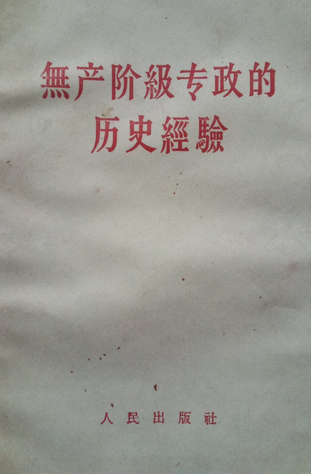 無产阶級专政的
历史經驗
人民出版社